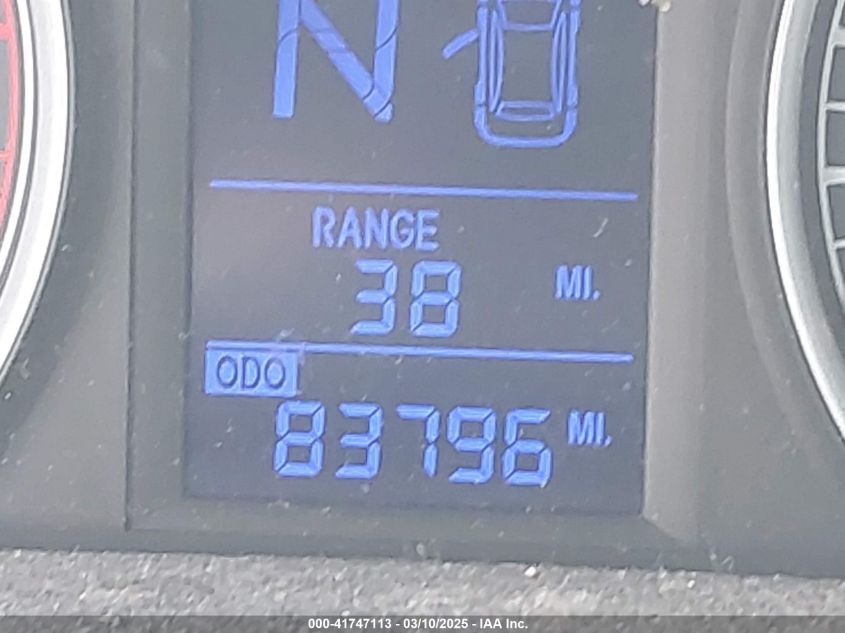 N
RANGE
38 MI.
ODO
83796 MI.
000-41747113 - 03/10/2025 - IAA Inc.